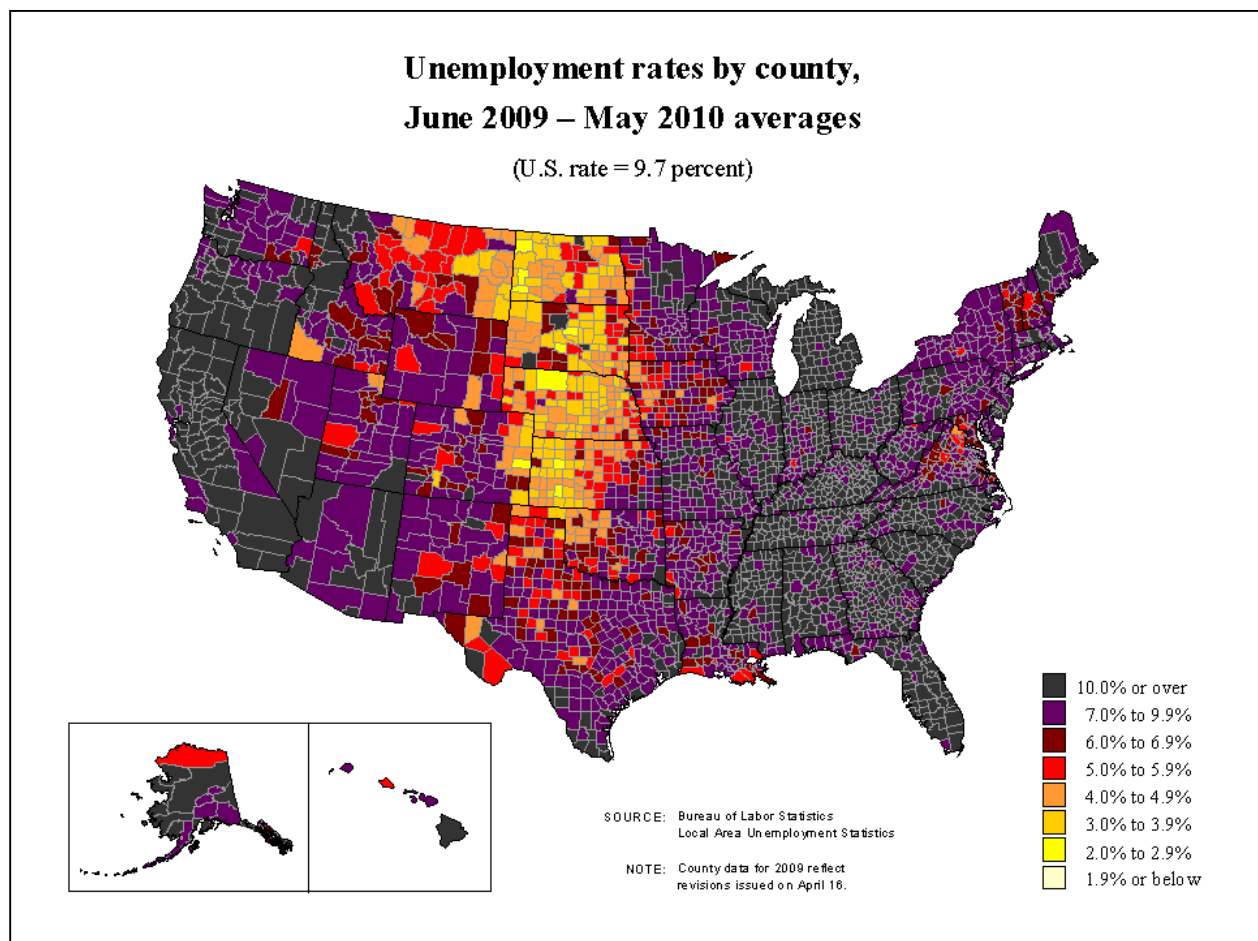 Unemployment rates by county,
June 2009 – May 2010 averages
(U.S. rate = 9.7 percent)
10.0% or over
7.0% to 9.9%
6.0% to 6.9%
5.0% to 5.9%
4.0% to 4.9%
3.0% to 3.9%
2.0% to 2.9%
1.9% or below
SOURCE: Bureau of Labor Statistics
Local Area Unemployment Statistics
NOTE: County data for 2009 reflect
revisions issued on April 16.